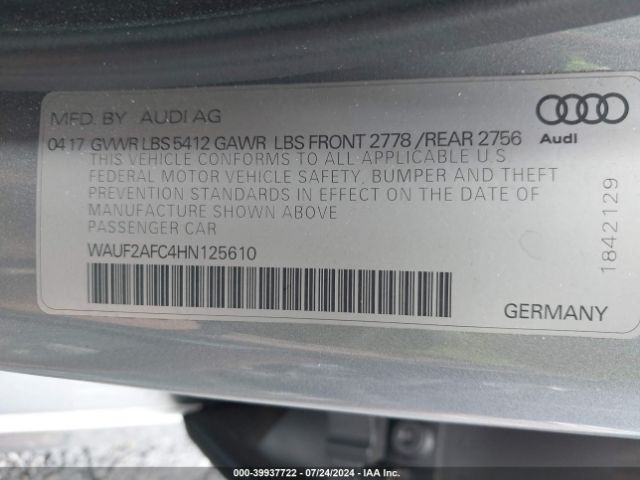 MFD. BY AUDI AG
04 17 GVWR LBS 5412 GAWR LBS FRONT 2778 /REAR 2756
Audi
THIS VEHICLE CONFORMS TO ALL APPLICABLE U.S
FEDERAL MOTOR VEHICLE SAFETY, BUMPER AND THEFT
PREVENTION STANDARDS IN EFFECT ON THE DATE OF
MANUFACTURE SHOWN ABOVE
PASSENGER CAR
WAUF2AFC4HN125610
1842129
GERMANY
000-39937722 - 07/24/2024 - IAA Inc.